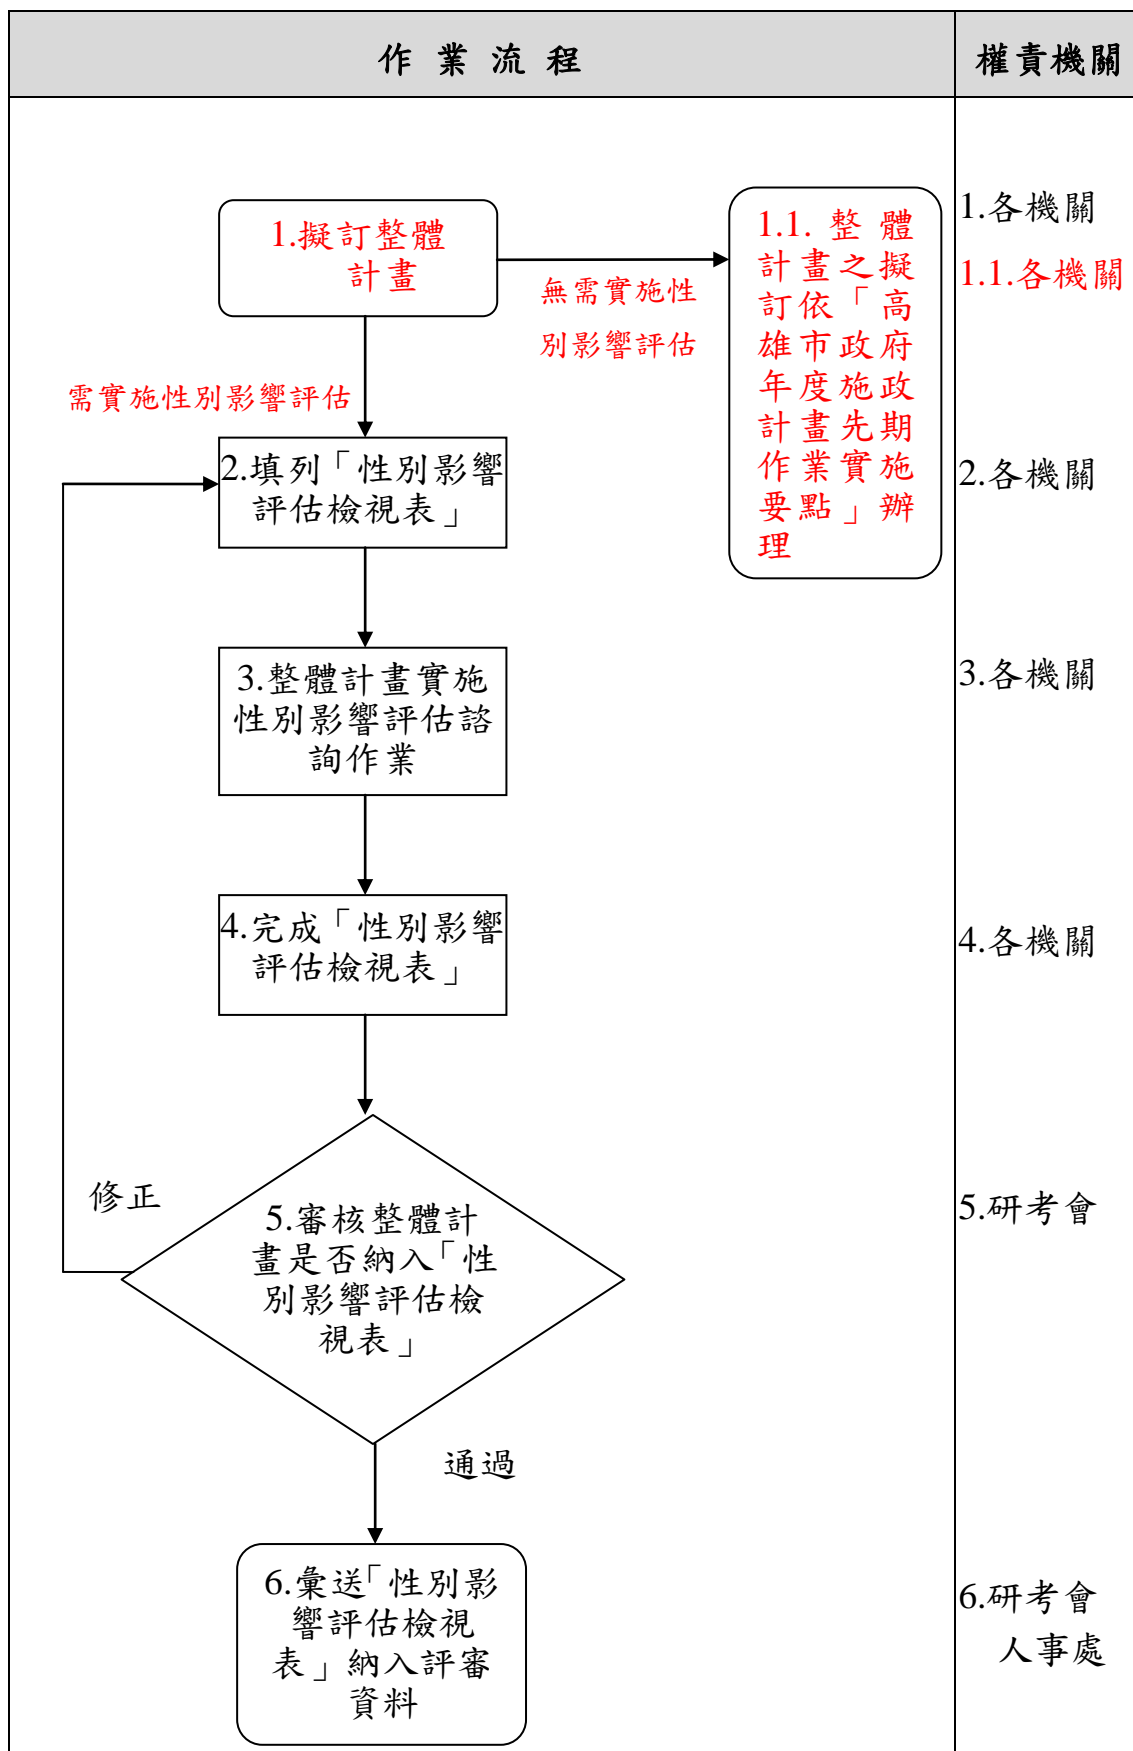 作 業 流 程
權責機關
1.擬訂整體
計畫
無需實施性
別影響評估
1.1. 整 體
計畫之擬
訂依「高
雄市政府
年度施政
計畫先期
作業實施
要點」辦
理
1.各機關
1.1.各機關
需實施性別影響評估
2.填列「性別影響
評估檢視表」
2.各機關
3.整體計畫實施
性別影響評估諮
詢作業
3.各機關
4.完成「性別影響
評估檢視表」
4.各機關
修正
5.審核整體計
畫是否納入「性
別影響評估檢
視表」
5.研考會
通過
6.彙送「性別影
響評估檢視
表」納入評審
資料
6.研考會
人事處